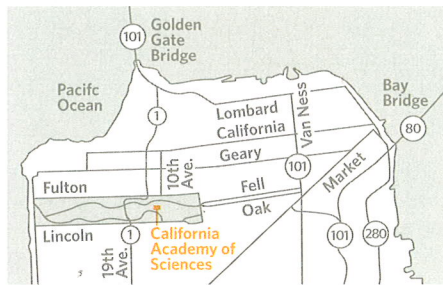 Golden
Gate
Bridge
101
Pacifc
Ocean
Bay
Bridge
1
Lombard
California
Van Ness
80
Geary
101
Market
10th
Ave.
Fulton
Fell
Oak
Lincoln
1
California
Academy of
Sciences
101
280
19th
Ave.